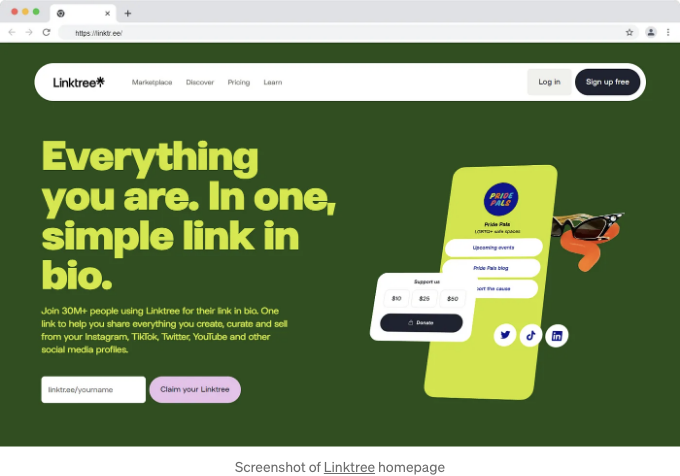 https://linktr.ee/
Linktree
Marketplace Discover Pricing Learn
Log in
Sign up free
Everything
you are. In one,
simple link in
bio.
Join 30M+ people using Linktree for their link in bio. One
link to help you share everything you create, curate and sell
from your Instagram, TikTok, Twitter, YouTube and other
social media profiles.
linktr.ee/yourname
Claim your Linktree
PRIDE
PALS
Pride Pals
LGTQ+ safe spaces
Upcoming events
Pride Pals blog
ort the cause
Support us
$10 $25 $50
Donate
Screenshot of Linktree homepage